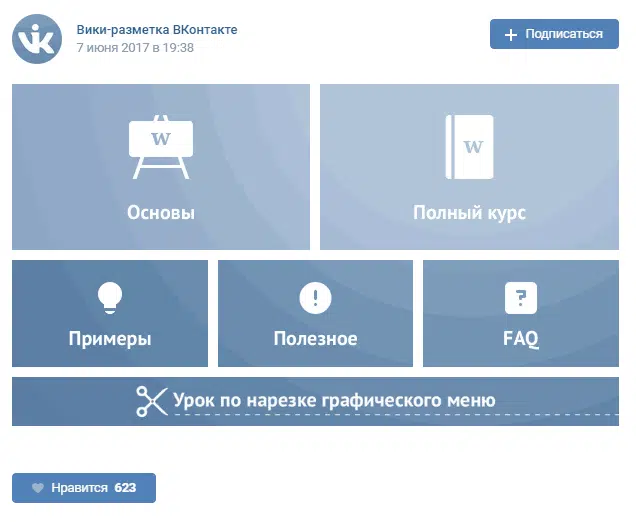 Вики-разметка ВКонтакте
7 июня 2017 в 19:38
Подписаться
W
Основы
W
Полный курс
Примеры
Полезное
FAQ
Урок по нарезке графического меню
Нравится 623